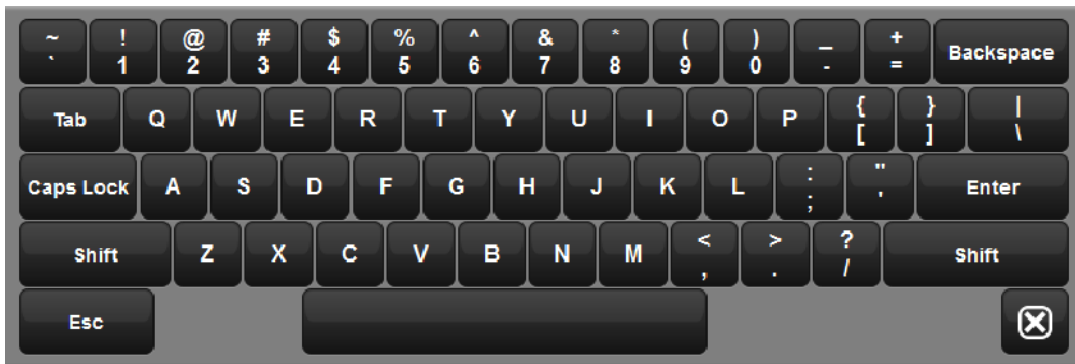 ~ ! @ # $ % ^ & * ( ) _ + Backspace
` 1 2 3 4 5 6 7 8 9 0 - =
Tab Q W E R T Y U I O P { } |
[ ] \
Caps Lock A S D F G H J K L : " Enter
; '
Shift Z X C V B N M < > ? Shift
, . /
Esc